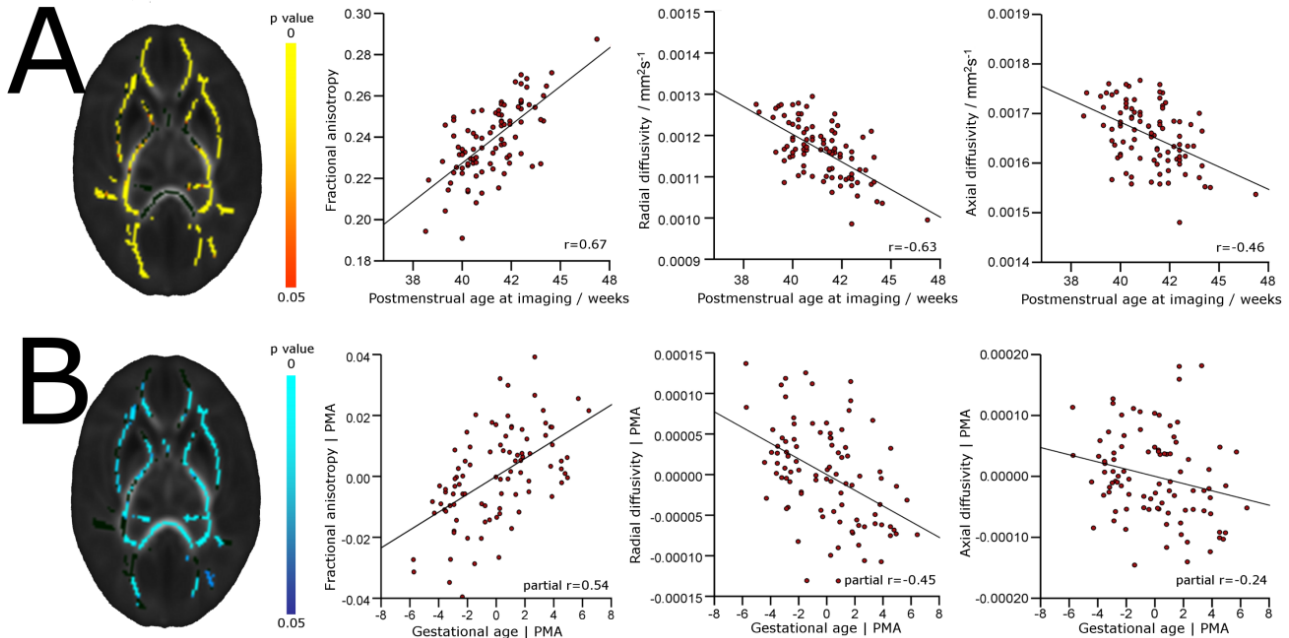 A
p value
0
0.05
Fractional anisotropy
0.30
0.28
0.26
0.24
0.22
0.20
0.18
r=0.67
38 40 42 45 48
Postmenstrual age at imaging / weeks
Radial diffusivity / mm²s⁻¹
0.0015
0.0014
0.0013
0.0012
0.0011
0.0010
0.0009
r=-0.63
38 40 42 45 48
Postmenstrual age at imaging / weeks
Axial diffusivity / mm²s⁻¹
0.0019
0.0018
0.0017
0.0016
0.0015
0.0014
r=-0.46
38 40 42 45 48
Postmenstrual age at imaging / weeks
B
p value
0
0.05
Fractional anisotropy | PMA
0.04
0.02
0.00
-0.02
-0.04
partial r=0.54
-8 -6 -4 -2 0 2 4 6 8
Gestational age | PMA
Radial diffusivity | PMA
0.00015
0.00010
0.00005
0.00000
-0.00005
-0.00010
-0.00015
partial r=-0.45
-8 -6 -4 -2 0 2 4 6 8
Gestational age | PMA
Axial diffusivity | PMA
0.00020
0.00010
0.00000
-0.00010
-0.00020
partial r=-0.24
-8 -6 -4 -2 0 2 4 6 8
Gestational age | PMA